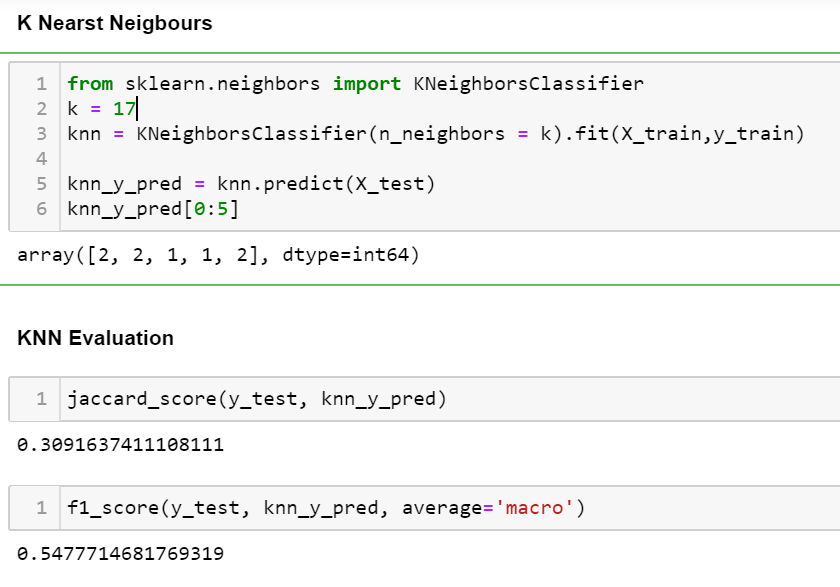 K Nearst Neigbours
1 from sklearn.neighbors import KNeighborsClassifier
2 k = 17
3 knn = KNeighborsClassifier(n_neighbors = k).fit(X_train,y_train)
4
5 knn_y_pred = knn.predict(X_test)
6 knn_y_pred[0:5]
array([2, 2, 1, 1, 2], dtype=int64)
KNN Evaluation
1 jaccard_score(y_test, knn_y_pred)
0.3091637411108111
1 f1_score(y_test, knn_y_pred, average='macro')
0.5477714681769319